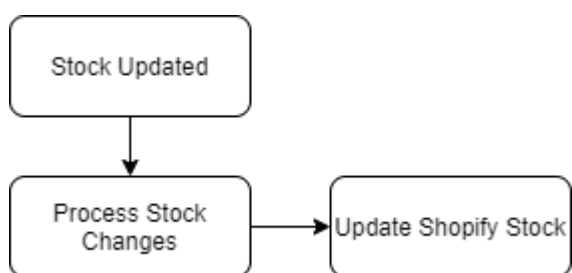 Stock Updated
Process Stock
Changes
Update Shopify Stock